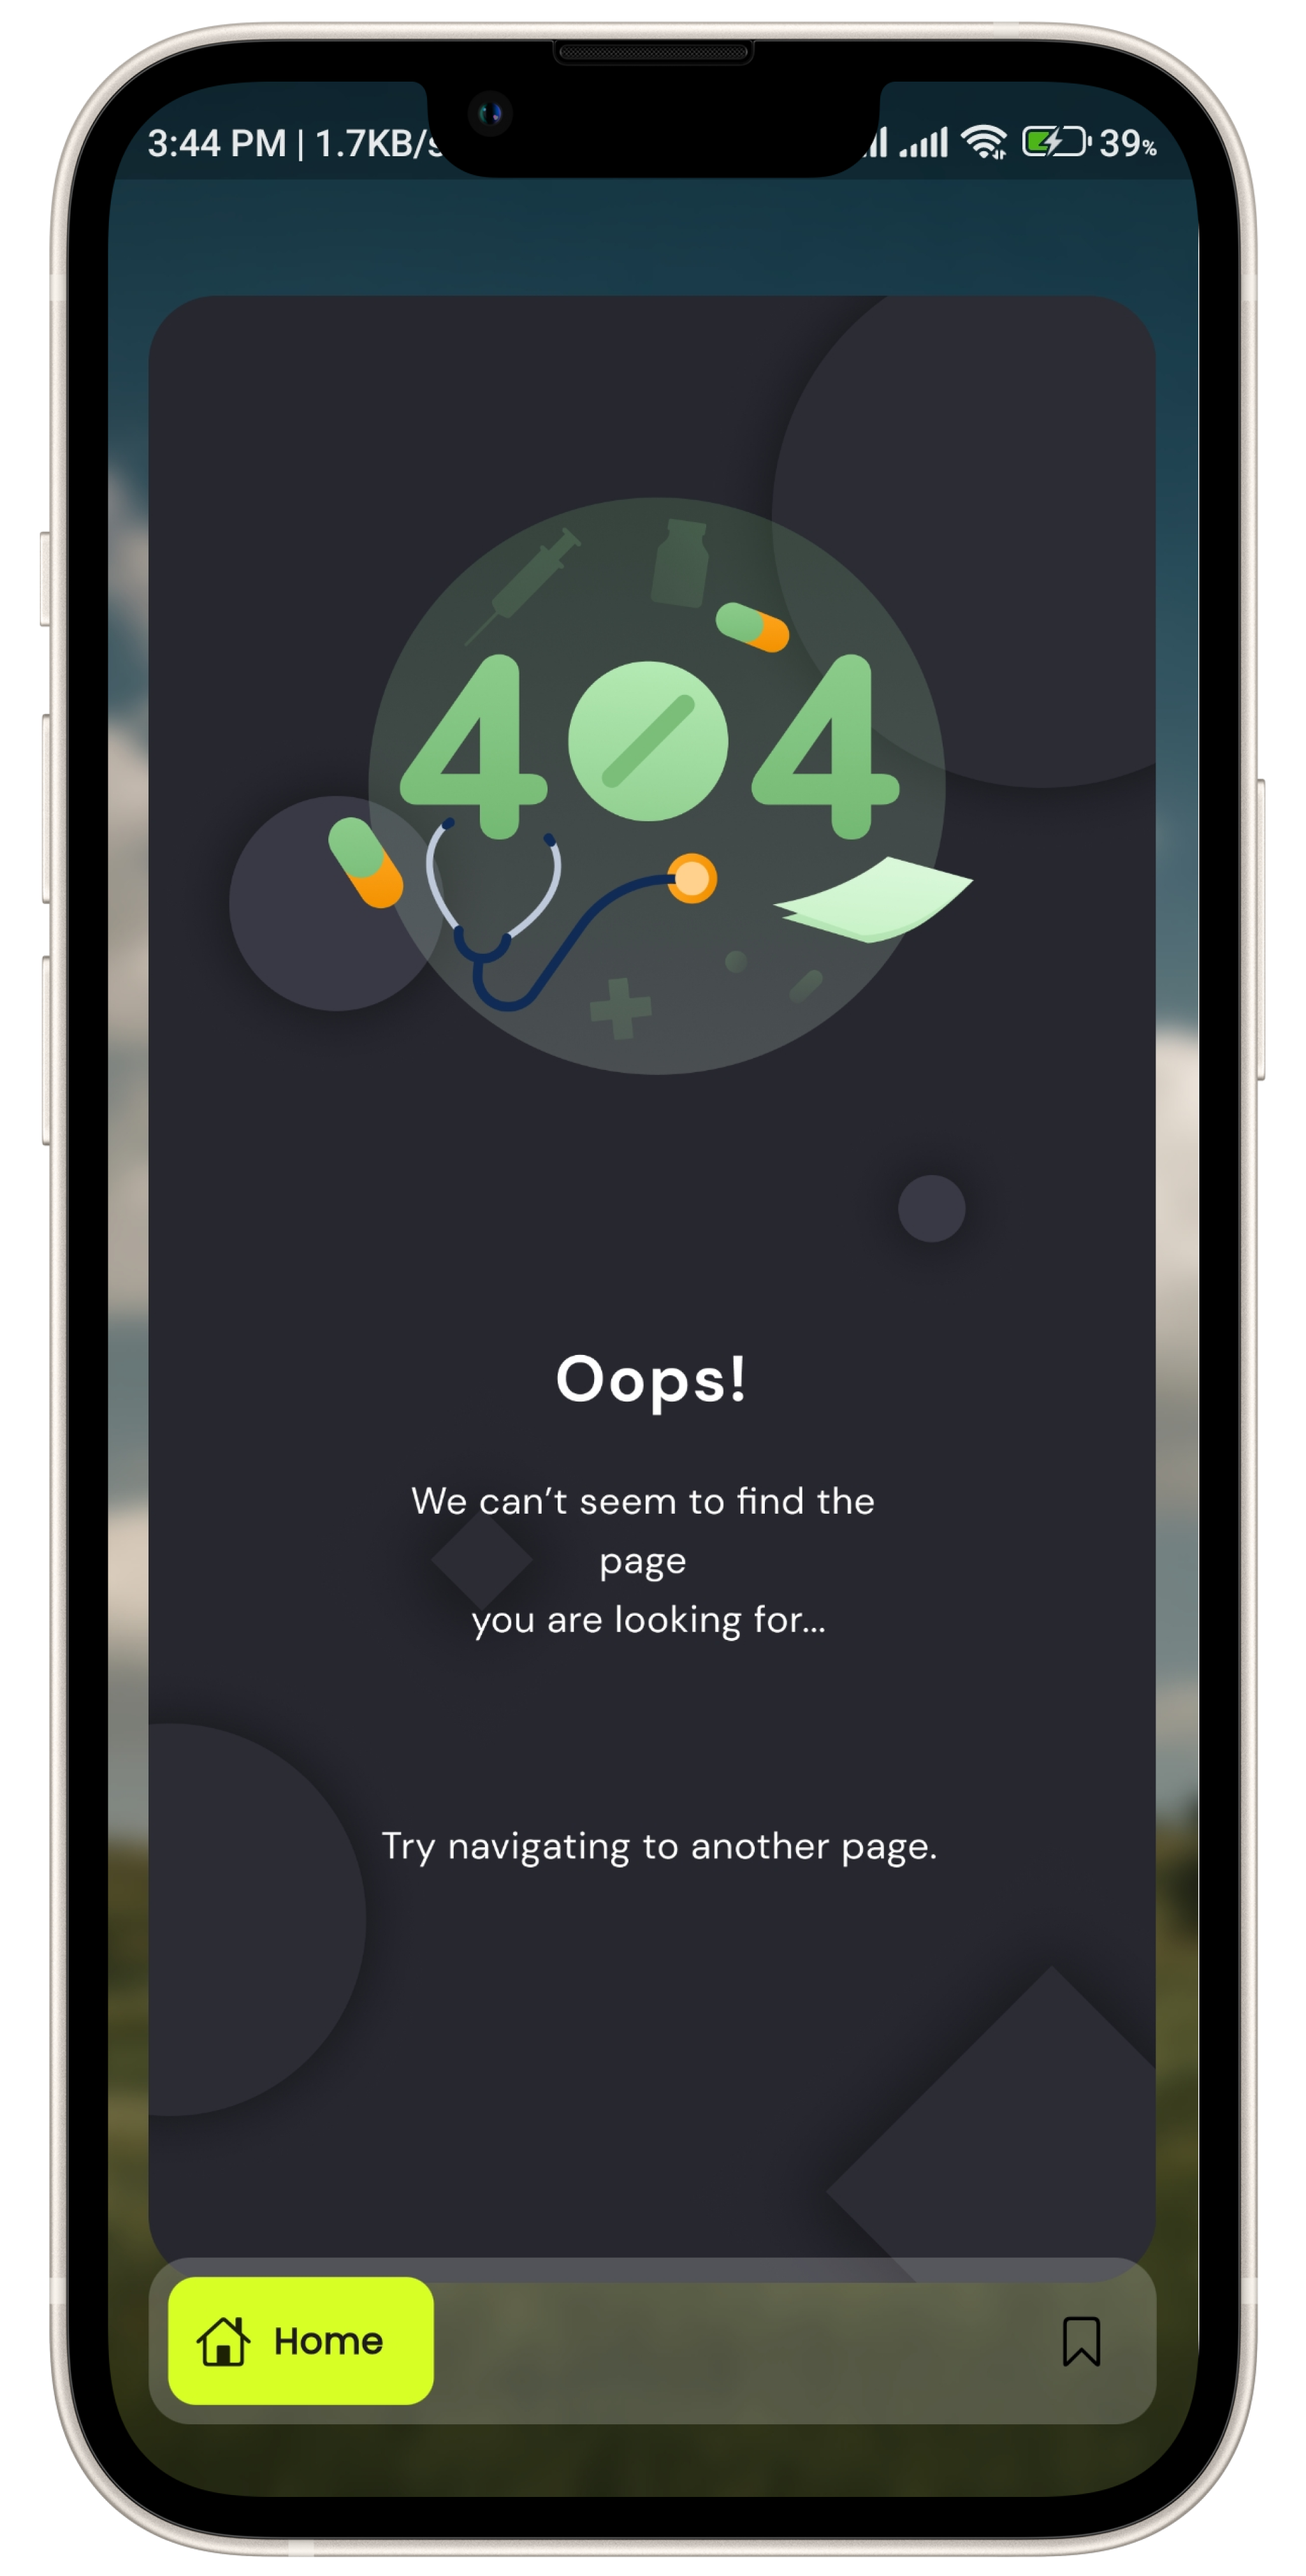 3:44 PM | 1.7KB/s
39%
404
Oops!
We can’t seem to find the
page
you are looking for...
Try navigating to another page.
Home